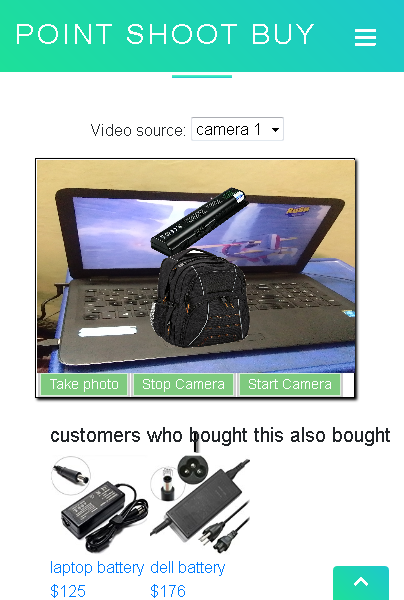 POINT SHOOT BUY
Video source: camera 1
Take photo Stop Camera Start Camera
customers who bought this also bought
laptop battery dell battery
$125 $176